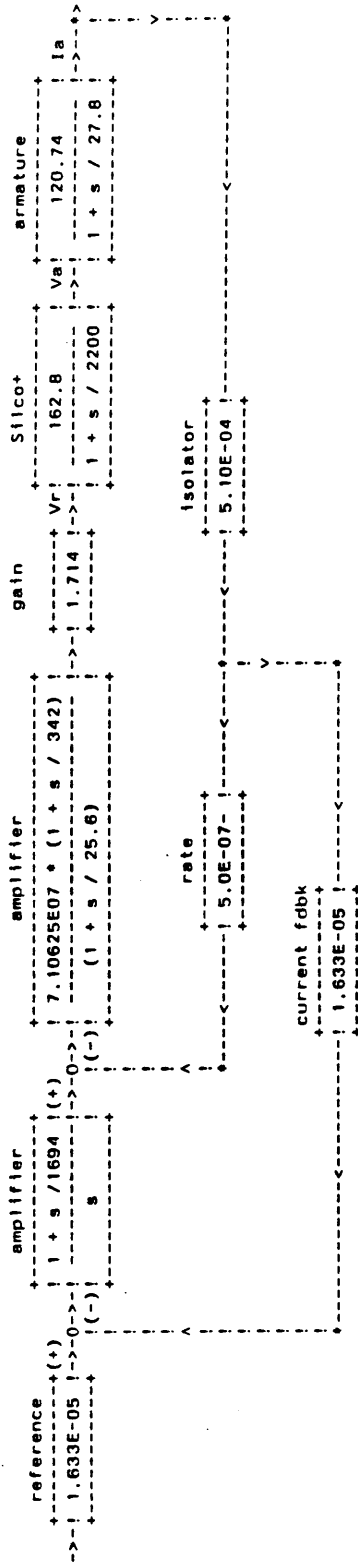 reference amplifier amplifier gain Silco+ armature
-->-- ! 1.633E-05 !->-O->-! 1 + s /1694 !->-O->-! 7.10625E07 * (1 + s / 342) !->-! 1.714 !->-! 162.8 !->-! 120.74 !->-
(+) (+) Vr Va Ia
(-) s (-) (1 + s / 25.6) 1 + s / 2200 1 + s / 27.8
rate isolator
! 5.0E-07- ! ! 5.10E-04 !
current fdbk
! 1.633E-05 !